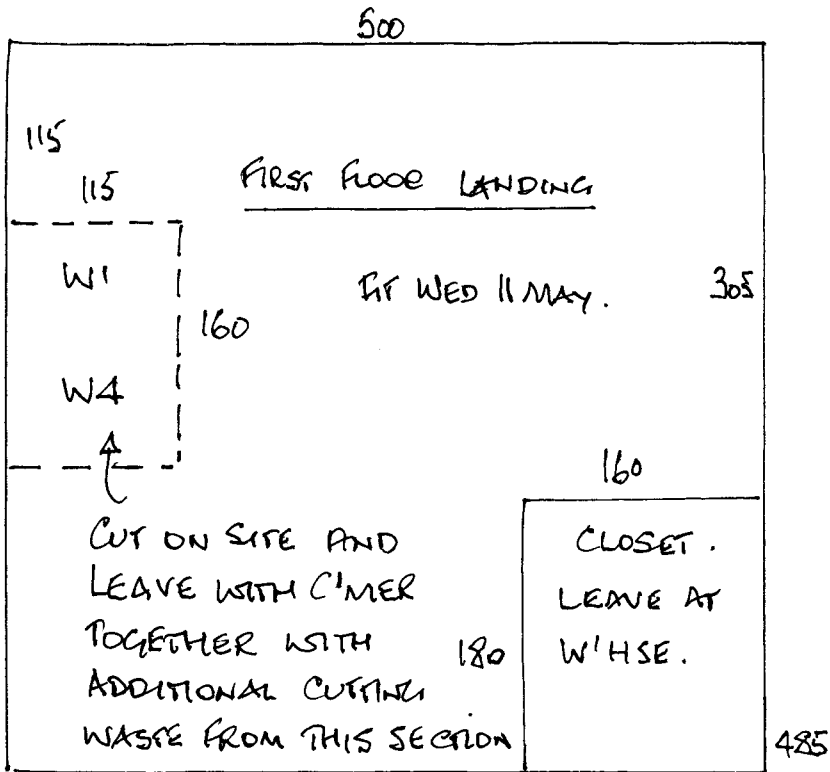 500
115
115
FIRST FLOOR LANDING
W1
FIT WED 11 MAY.
305
160
W4
160
CUT ON SITE AND
LEAVE WITH C'MER
TOGETHER WITH
ADDITIONAL CUTTING
WASTE FROM THIS SECTION
CLOSET.
LEAVE AT
W'HSE.
180
485